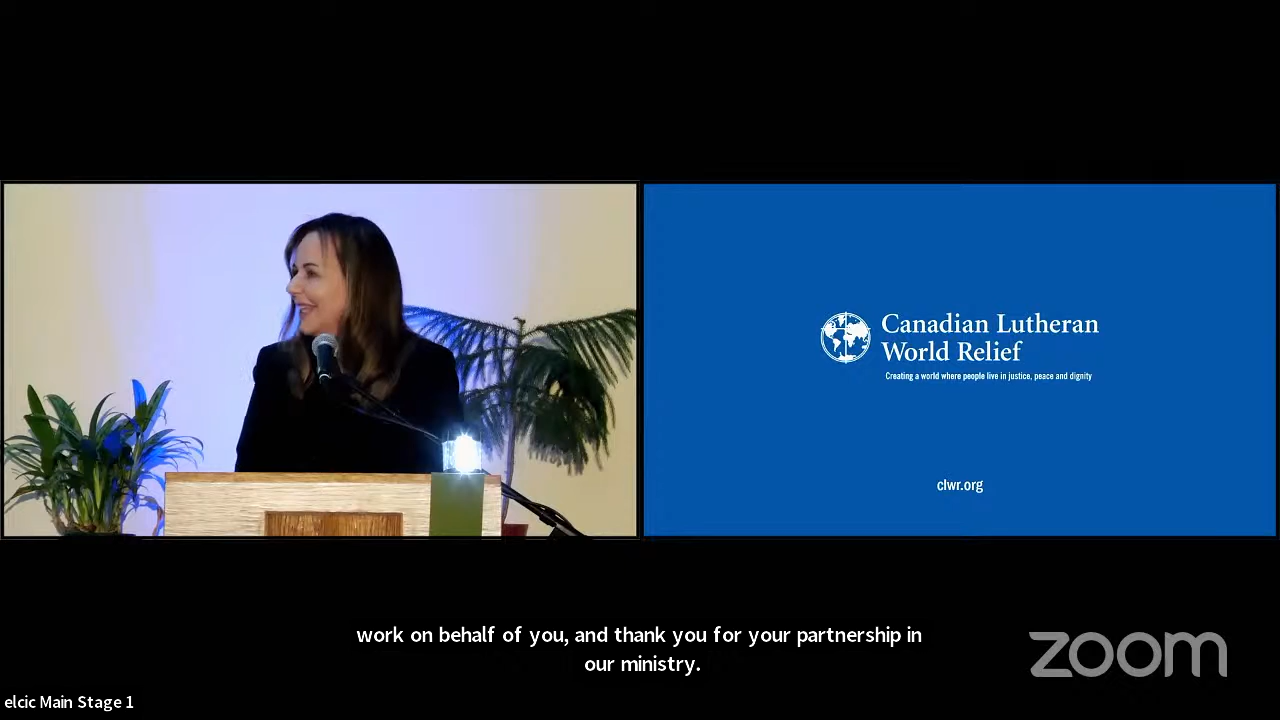 Canadian Lutheran
World Relief
Creating a world where people live in justice, peace and dignity
clwr.org
work on behalf of you, and thank you for your partnership in
our ministry.
zoom
elcic Main Stage 1